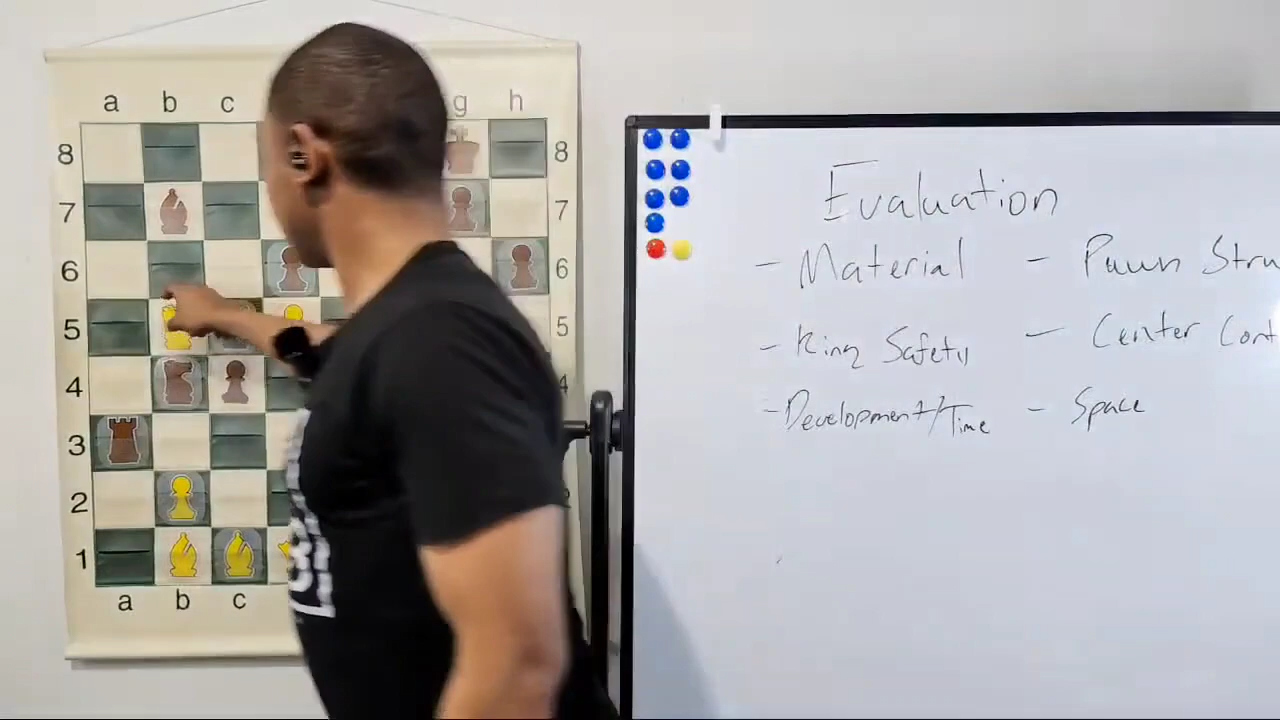 a b c g h
8 8
7 7
6 6
5 5
4
3
2
1
a b c
Evaluation
- Material - Pawn Stru
- King Safety - Center Cont
- Development/Time - Space